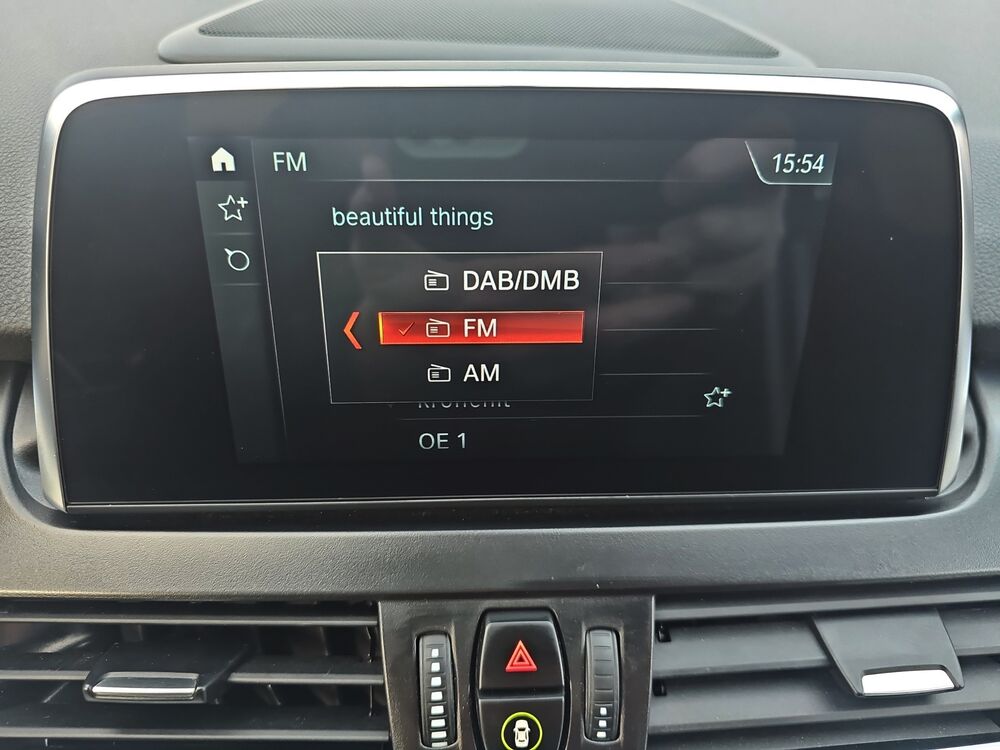 FM
15:54
beautiful things
DAB/DMB
FM
AM
OE 1